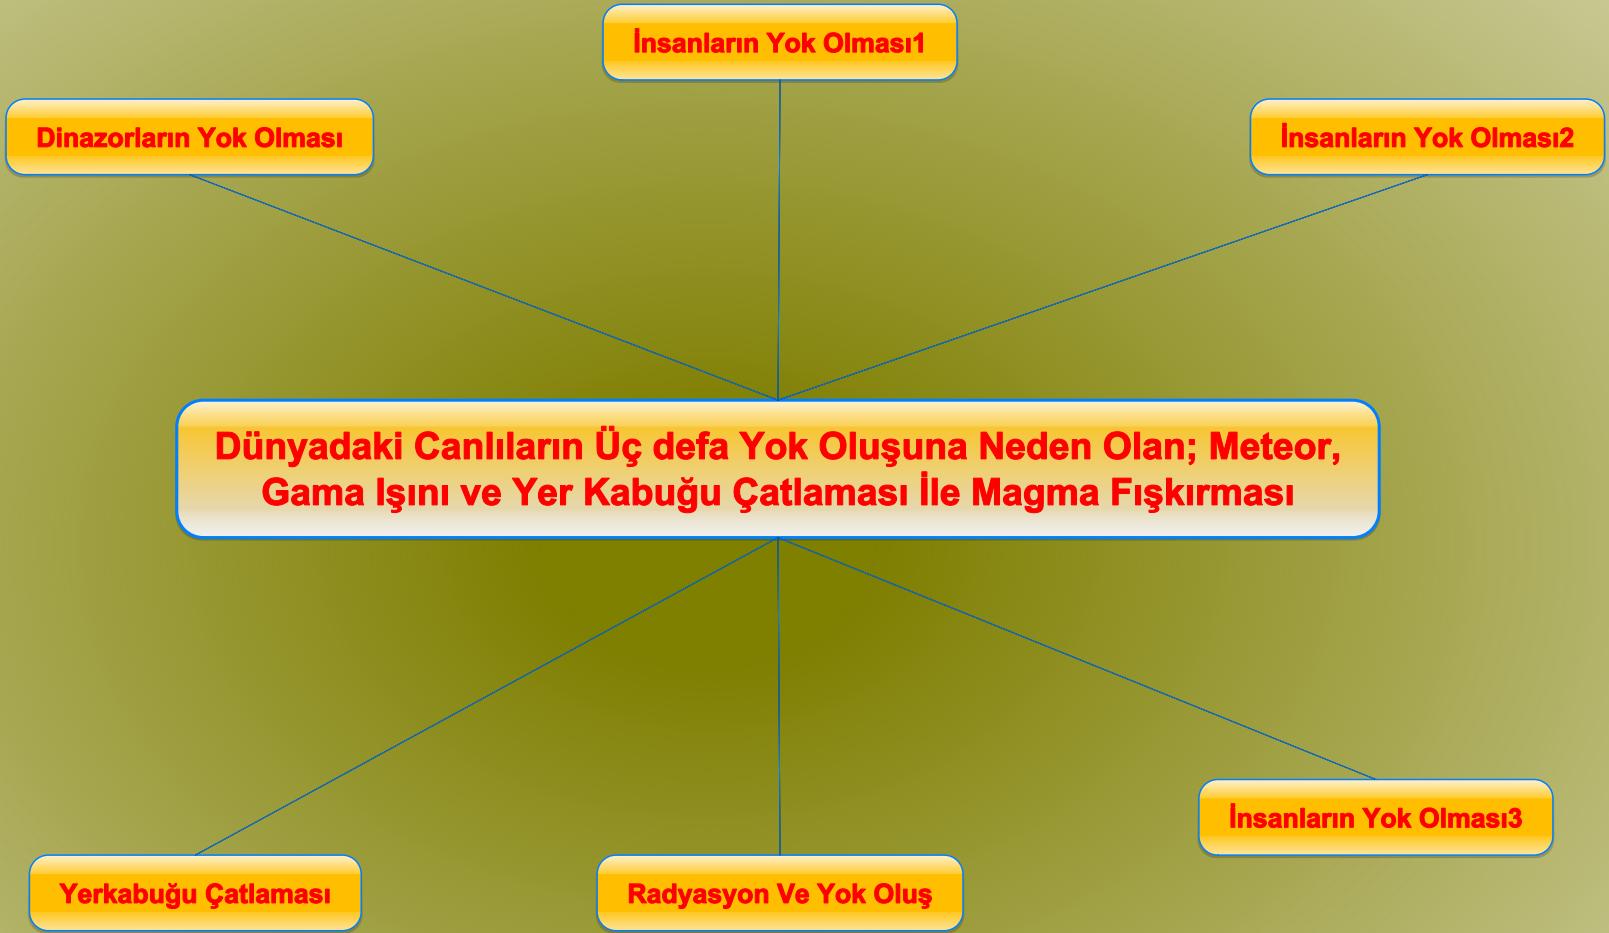 İnsanların Yok Olması1
Dinazorların Yok Olması
İnsanların Yok Olması2
Dünyadaki Canlıların Üç defa Yok Oluşuna Neden Olan; Meteor,
Gama Işını ve Yer Kabuğu Çatlaması İle Magma Fışkırması
İnsanların Yok Olması3
Yerkabuğu Çatlaması
Radyasyon Ve Yok Oluş